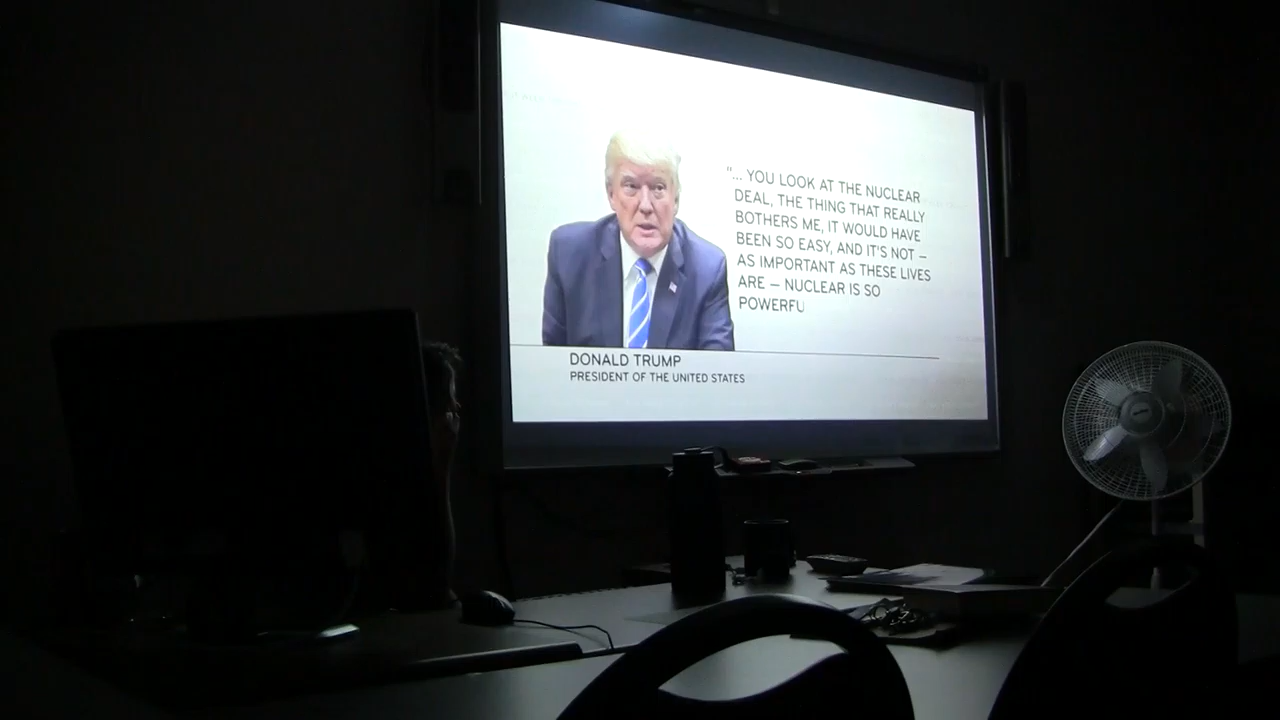 "... YOU LOOK AT THE NUCLEAR
DEAL, THE THING THAT REALLY
BOTHERS ME, IT WOULD HAVE
BEEN SO EASY, AND IT'S NOT —
AS IMPORTANT AS THESE LIVES
ARE — NUCLEAR IS SO
POWERFU
DONALD TRUMP
PRESIDENT OF THE UNITED STATES